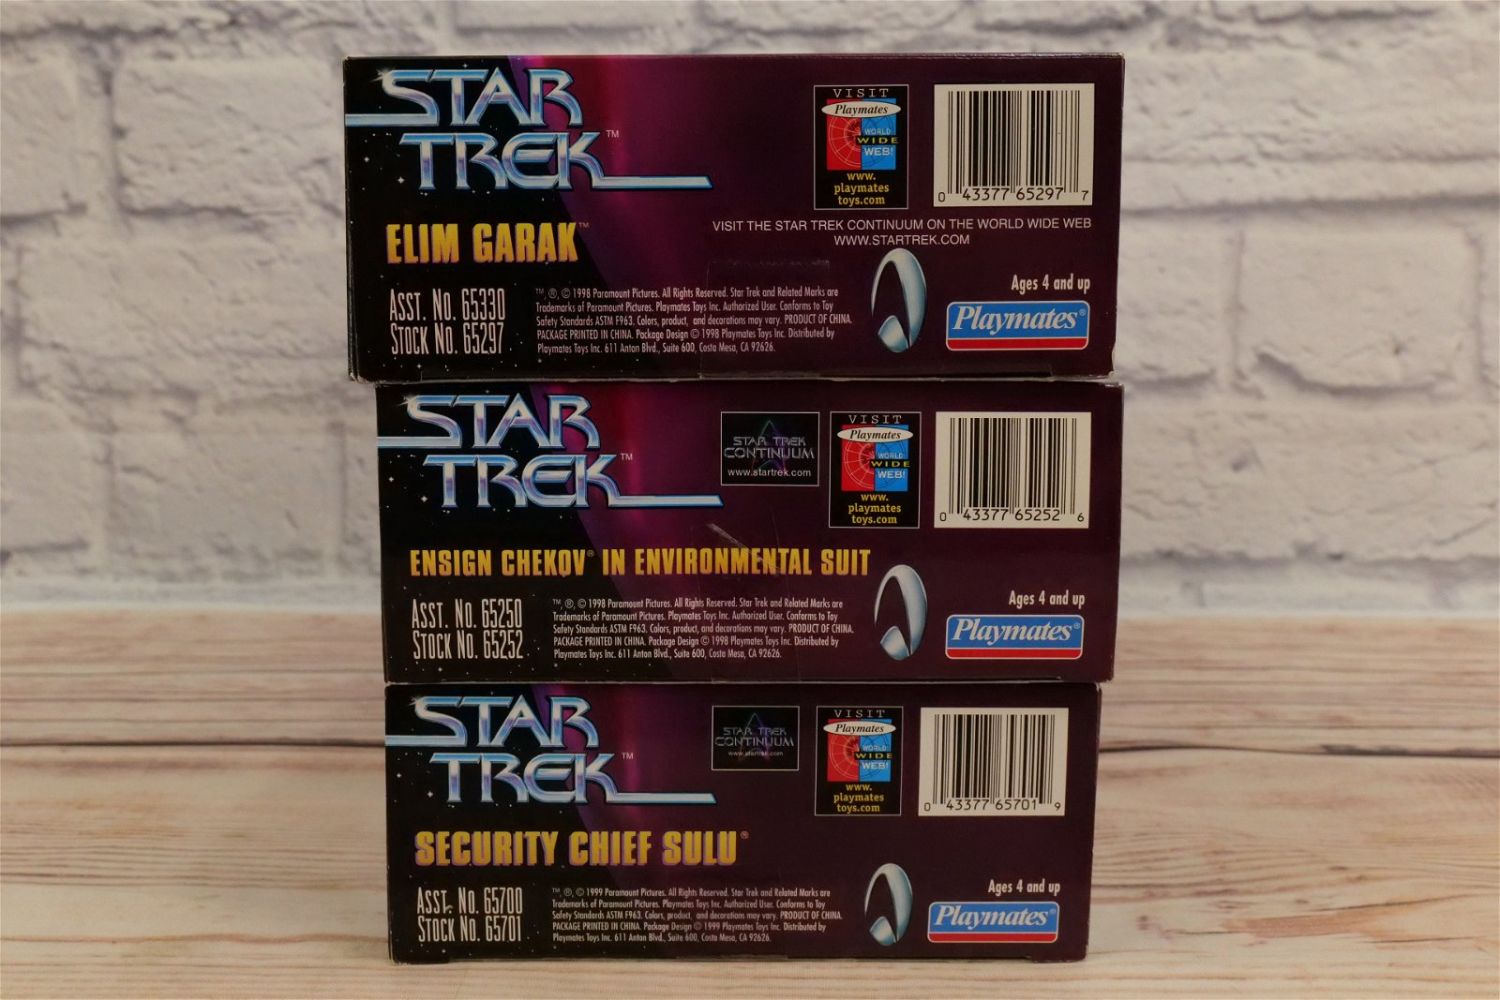 STAR
TREK™
VISIT
Playmates
WORLD
WIDE
WEB!
www.
playmates
toys.com
0 43377 65297 7
ELIM GARAK™
VISIT THE STAR TREK CONTINUUM ON THE WORLD WIDE WEB
WWW.STARTREK.COM
ASST. NO. 65330
STOCK NO. 65297
™, ®, © 1998 Paramount Pictures. All Rights Reserved. Star Trek and Related Marks are
Trademarks of Paramount Pictures. Playmates Toys Inc. Authorized User. Conforms to Toy
Safety Standards ASTM F963. Colors, product, and decorations may vary. PRODUCT OF CHINA.
PACKAGE PRINTED IN CHINA. Package Design © 1998 Playmates Toys Inc. Distributed by
Playmates Toys Inc. 611 Anton Blvd., Suite 600, Costa Mesa, CA 92626.
Ages 4 and up
Playmates®
STAR
TREK™
STAR TREK
CONTINUUM
www.startrek.com
VISIT
Playmates
WORLD
WIDE
WEB!
www.
playmates
toys.com
0 43377 65252 6
ENSIGN CHEKOV® IN ENVIRONMENTAL SUIT
ASST. NO. 65250
STOCK NO. 65252
™, ®, © 1998 Paramount Pictures. All Rights Reserved. Star Trek and Related Marks are
Trademarks of Paramount Pictures. Playmates Toys Inc. Authorized User. Conforms to Toy
Safety Standards ASTM F963. Colors, product, and decorations may vary. PRODUCT OF CHINA.
PACKAGE PRINTED IN CHINA. Package Design © 1998 Playmates Toys Inc. Distributed by
Playmates Toys Inc. 611 Anton Blvd., Suite 600, Costa Mesa, CA 92626.
Ages 4 and up
Playmates®
STAR
TREK™
STAR TREK
CONTINUUM
www.startrek.com
VISIT
Playmates
WORLD
WIDE
WEB!
www.
playmates
toys.com
0 43377 65701 9
SECURITY CHIEF SULU®
ASST. NO. 65700
STOCK NO. 65701
™, ®, © 1999 Paramount Pictures. All Rights Reserved. Star Trek and Related Marks are
Trademarks of Paramount Pictures. Playmates Toys Inc. Authorized User. Conforms to Toy
Safety Standards ASTM F963. Colors, product, and decorations may vary. PRODUCT OF CHINA.
PACKAGE PRINTED IN CHINA. Package Design © 1999 Playmates Toys Inc. Distributed by
Playmates Toys Inc. 611 Anton Blvd., Suite 600, Costa Mesa, CA 92626.
Ages 4 and up
Playmates®